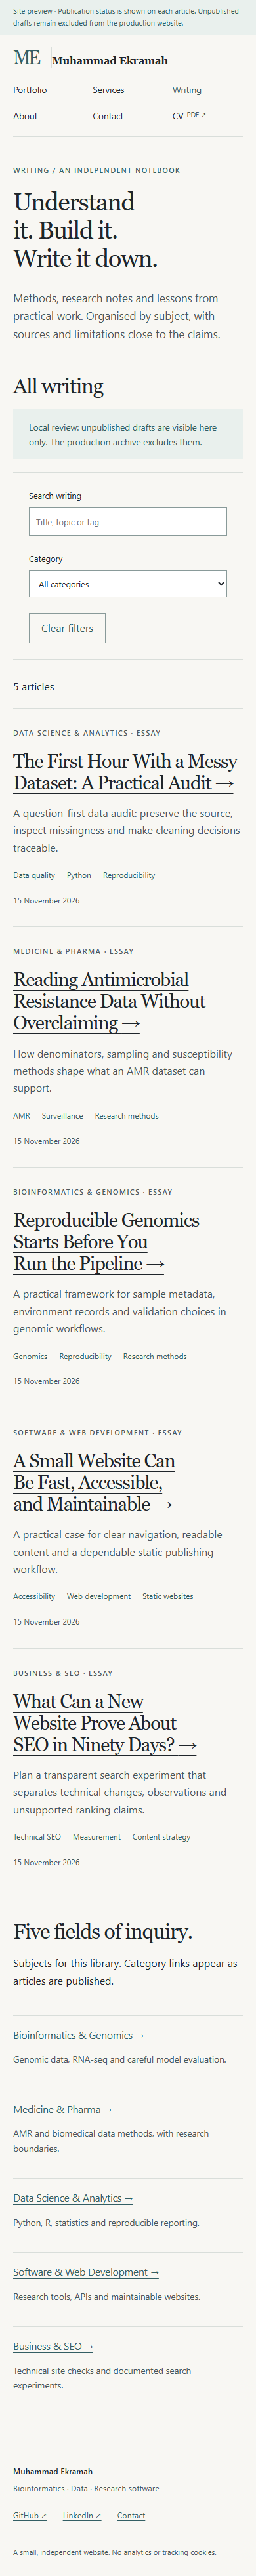 Site preview · Publication status is shown on each article. Unpublished
drafts remain excluded from the production website.
ME Muhammad Ekramah
Portfolio Services Writing
About Contact CV PDF ↗
WRITING / AN INDEPENDENT NOTEBOOK
Understand
it. Build it.
Write it down.
Methods, research notes and lessons from
practical work. Organised by subject, with
sources and limitations close to the claims.
All writing
Local review: unpublished drafts are visible here
only. The production archive excludes them.
Search writing
Title, topic or tag
Category
All categories
Clear filters
5 articles
DATA SCIENCE & ANALYTICS · ESSAY
The First Hour With a Messy
Dataset: A Practical Audit →
A question-first data audit: preserve the source,
inspect missingness and make cleaning decisions
traceable.
Data quality Python Reproducibility
15 November 2026
MEDICINE & PHARMA · ESSAY
Reading Antimicrobial
Resistance Data Without
Overclaiming →
How denominators, sampling and susceptibility
methods shape what an AMR dataset can
support.
AMR Surveillance Research methods
15 November 2026
BIOINFORMATICS & GENOMICS · ESSAY
Reproducible Genomics
Starts Before You
Run the Pipeline →
A practical framework for sample metadata,
environment records and validation choices in
genomic workflows.
Genomics Reproducibility Research methods
15 November 2026
SOFTWARE & WEB DEVELOPMENT · ESSAY
A Small Website Can
Be Fast, Accessible,
and Maintainable →
A practical case for clear navigation, readable
content and a dependable static publishing
workflow.
Accessibility Web development Static websites
15 November 2026
BUSINESS & SEO · ESSAY
What Can a New
Website Prove About
SEO in Ninety Days? →
Plan a transparent search experiment that
separates technical changes, observations and
unsupported ranking claims.
Technical SEO Measurement Content strategy
15 November 2026
Five fields of inquiry.
Subjects for this library. Category links appear as
articles are published.
Bioinformatics & Genomics →
Genomic data, RNA-seq and careful model evaluation.
Medicine & Pharma →
AMR and biomedical data methods, with research
boundaries.
Data Science & Analytics →
Python, R, statistics and reproducible reporting.
Software & Web Development →
Research tools, APIs and maintainable websites.
Business & SEO →
Technical site checks and documented search
experiments.
Muhammad Ekramah
Bioinformatics · Data · Research software
GitHub ↗ LinkedIn ↗ Contact
A small, independent website. No analytics or tracking cookies.